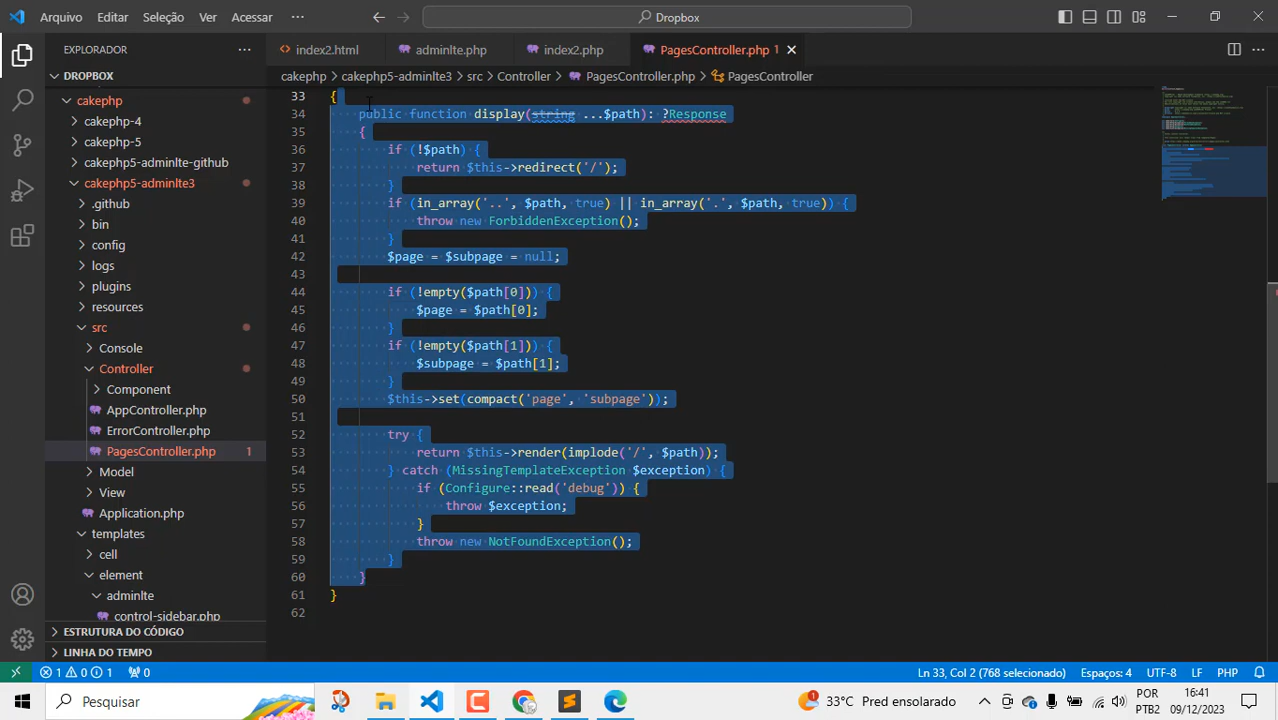 Arquivo Editar Seleção Ver Acessar ··· Dropbox
EXPLORADOR ··· index2.html adminlte.php index2.php PagesController.php 1
DROPBOX
cakephp > cakephp5-adminlte3 > src > Controller > PagesController.php > PagesController
cakephp
cakephp-4
cakephp-5
cakephp5-adminlte-github
cakephp5-adminlte3
.github
bin
config
logs
plugins
resources
src
Console
Controller
Component
AppController.php
ErrorController.php
PagesController.php 1
Model
View
Application.php
templates
cell
element
adminlte
control-sidebar.php
ESTRUTURA DO CÓDIGO
LINHA DO TEMPO
33 {
34 public function display(string ...$path): ?Response
35 {
36 if (!$path) {
37 return $this->redirect('/');
38 }
39 if (in_array('..', $path, true) || in_array('.', $path, true)) {
40 throw new ForbiddenException();
41 }
42 $page = $subpage = null;
43
44 if (!empty($path[0])) {
45 $page = $path[0];
46 }
47 if (!empty($path[1])) {
48 $subpage = $path[1];
49 }
50 $this->set(compact('page', 'subpage'));
51
52 try {
53 return $this->render(implode('/', $path));
54 } catch (MissingTemplateException $exception) {
55 if (Configure::read('debug')) {
56 throw $exception;
57 }
58 throw new NotFoundException();
59 }
60 }
61 }
62
1 0 1 0 Ln 33, Col 2 (768 selecionado) Espaços: 4 UTF-8 LF PHP
Pesquisar 1 33°C Pred ensolarado POR PTB2 16:41 09/12/2023